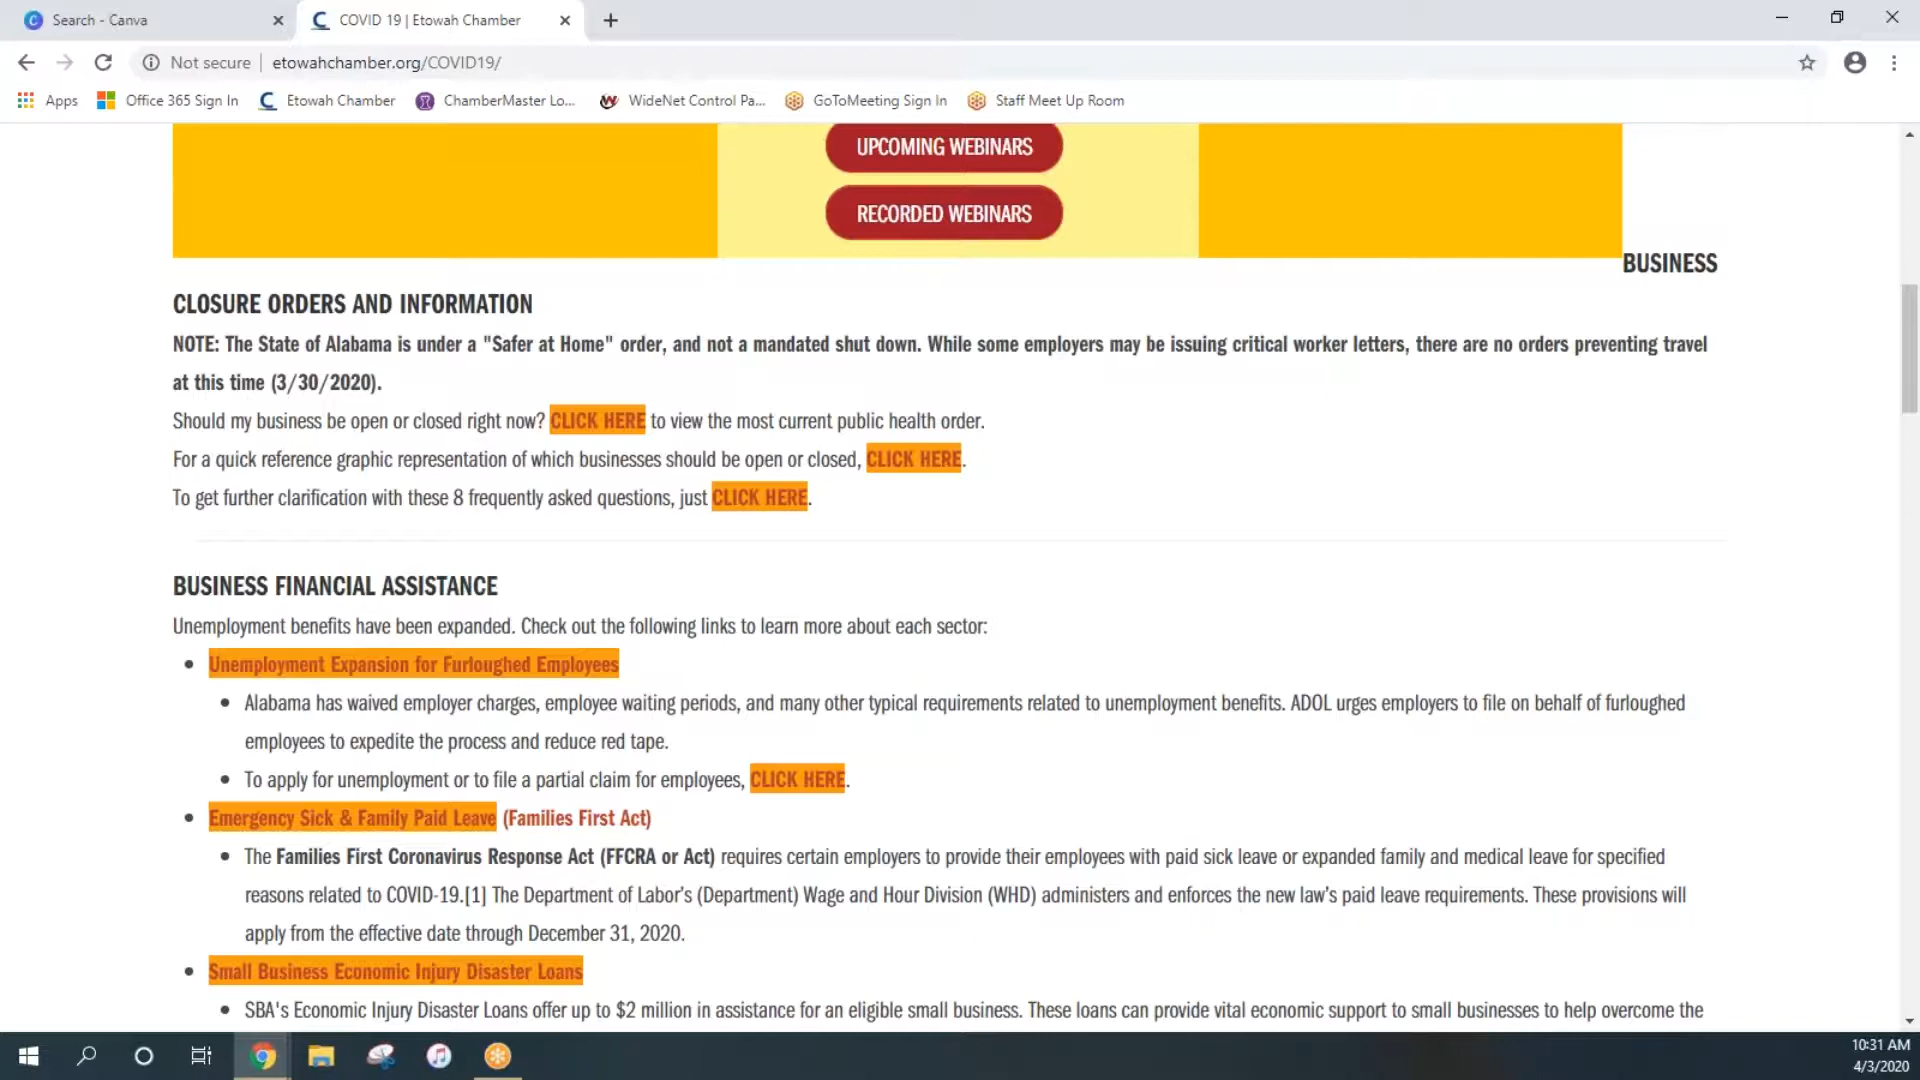 Search - Canva
COVID 19 | Etowah Chamber
Not secure
etowahchamber.org/COVID19/
Apps
Office 365 Sign In
Etowah Chamber
ChamberMaster Lo...
WideNet Control Pa...
GoToMeeting Sign In
Staff Meet Up Room
UPCOMING WEBINARS
RECORDED WEBINARS
BUSINESS
CLOSURE ORDERS AND INFORMATION
NOTE: The State of Alabama is under a "Safer at Home" order, and not a mandated shut down. While some employers may be issuing critical worker letters, there are no orders preventing travel
at this time (3/30/2020).
Should my business be open or closed right now? CLICK HERE to view the most current public health order.
For a quick reference graphic representation of which businesses should be open or closed, CLICK HERE.
To get further clarification with these 8 frequently asked questions, just CLICK HERE.
BUSINESS FINANCIAL ASSISTANCE
Unemployment benefits have been expanded. Check out the following links to learn more about each sector:
Unemployment Expansion for Furloughed Employees
Alabama has waived employer charges, employee waiting periods, and many other typical requirements related to unemployment benefits. ADOL urges employers to file on behalf of furloughed
employees to expedite the process and reduce red tape.
To apply for unemployment or to file a partial claim for employees, CLICK HERE.
Emergency Sick & Family Paid Leave (Families First Act)
The Families First Coronavirus Response Act (FFCRA or Act) requires certain employers to provide their employees with paid sick leave or expanded family and medical leave for specified
reasons related to COVID-19.[1] The Department of Labor's (Department) Wage and Hour Division (WHD) administers and enforces the new law's paid leave requirements. These provisions will
apply from the effective date through December 31, 2020.
Small Business Economic Injury Disaster Loans
SBA's Economic Injury Disaster Loans offer up to $2 million in assistance for an eligible small business. These loans can provide vital economic support to small businesses to help overcome the
10:31 AM
4/3/2020